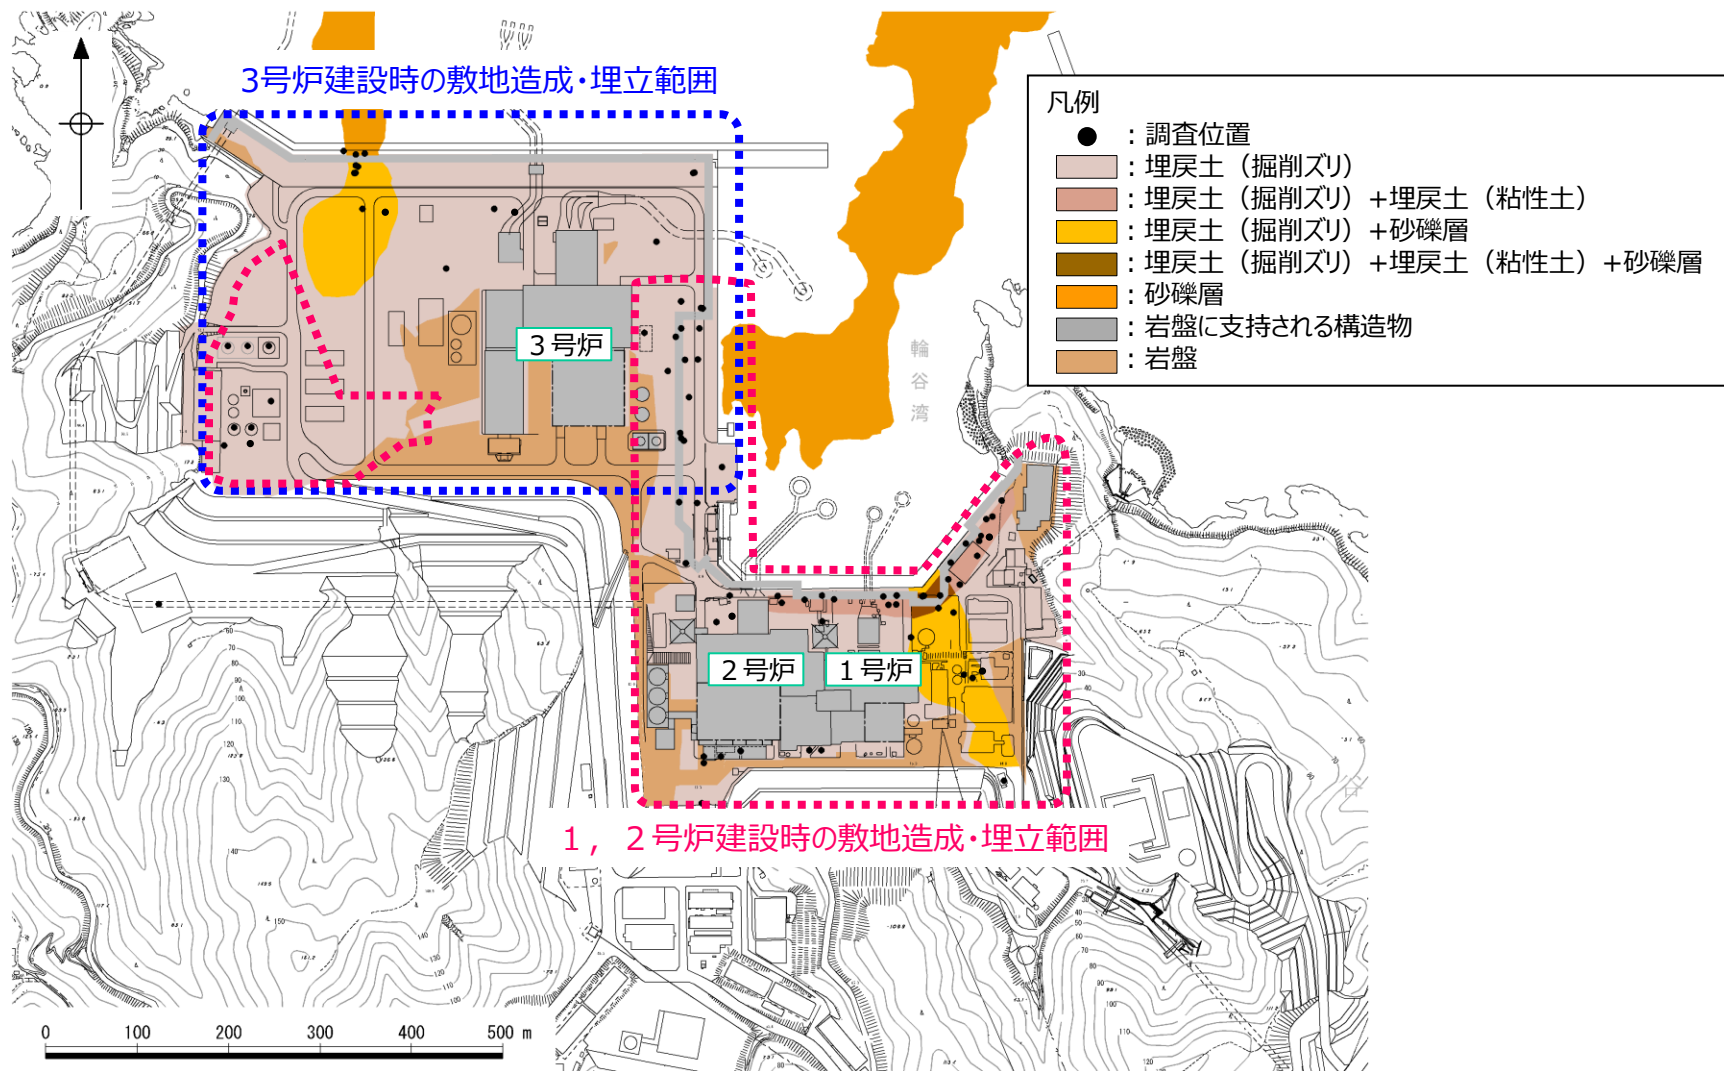 3号炉建設時の敷地造成・埋立範囲
凡例
●：調査位置
：埋戻土（掘削ズリ）
：埋戻土（掘削ズリ）+埋戻土（粘性土）
：埋戻土（掘削ズリ）+砂礫層
：埋戻土（掘削ズリ）+埋戻土（粘性土）+砂礫層
：砂礫層
：岩盤に支持される構造物
：岩盤
３号炉
輪谷湾
２号炉
１号炉
１，２号炉建設時の敷地造成・埋立範囲
0 100 200 300 400 500 m